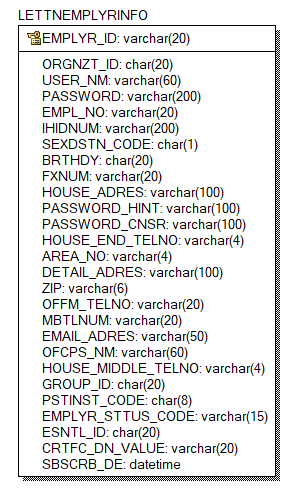 LETTNEMPLYRINFO
EMPLYR_ID: varchar(20)
ORGNZT_ID: char(20)
USER_NM: varchar(60)
PASSWORD: varchar(200)
EMPL_NO: varchar(20)
IHIDNUM: varchar(200)
SEXDSTN_CODE: char(1)
BRTHDY: char(20)
FXNUM: varchar(20)
HOUSE_ADRES: varchar(100)
PASSWORD_HINT: varchar(100)
PASSWORD_CNSR: varchar(100)
HOUSE_END_TELNO: varchar(4)
AREA_NO: varchar(4)
DETAIL_ADRES: varchar(100)
ZIP: varchar(6)
OFFM_TELNO: varchar(20)
MBTLNUM: varchar(20)
EMAIL_ADRES: varchar(50)
OFCPS_NM: varchar(60)
HOUSE_MIDDLE_TELNO: varchar(4)
GROUP_ID: char(20)
PSTINST_CODE: char(8)
EMPLYR_STTUS_CODE: varchar(15)
ESNTL_ID: char(20)
CRTFC_DN_VALUE: varchar(20)
SBSCRB_DE: datetime